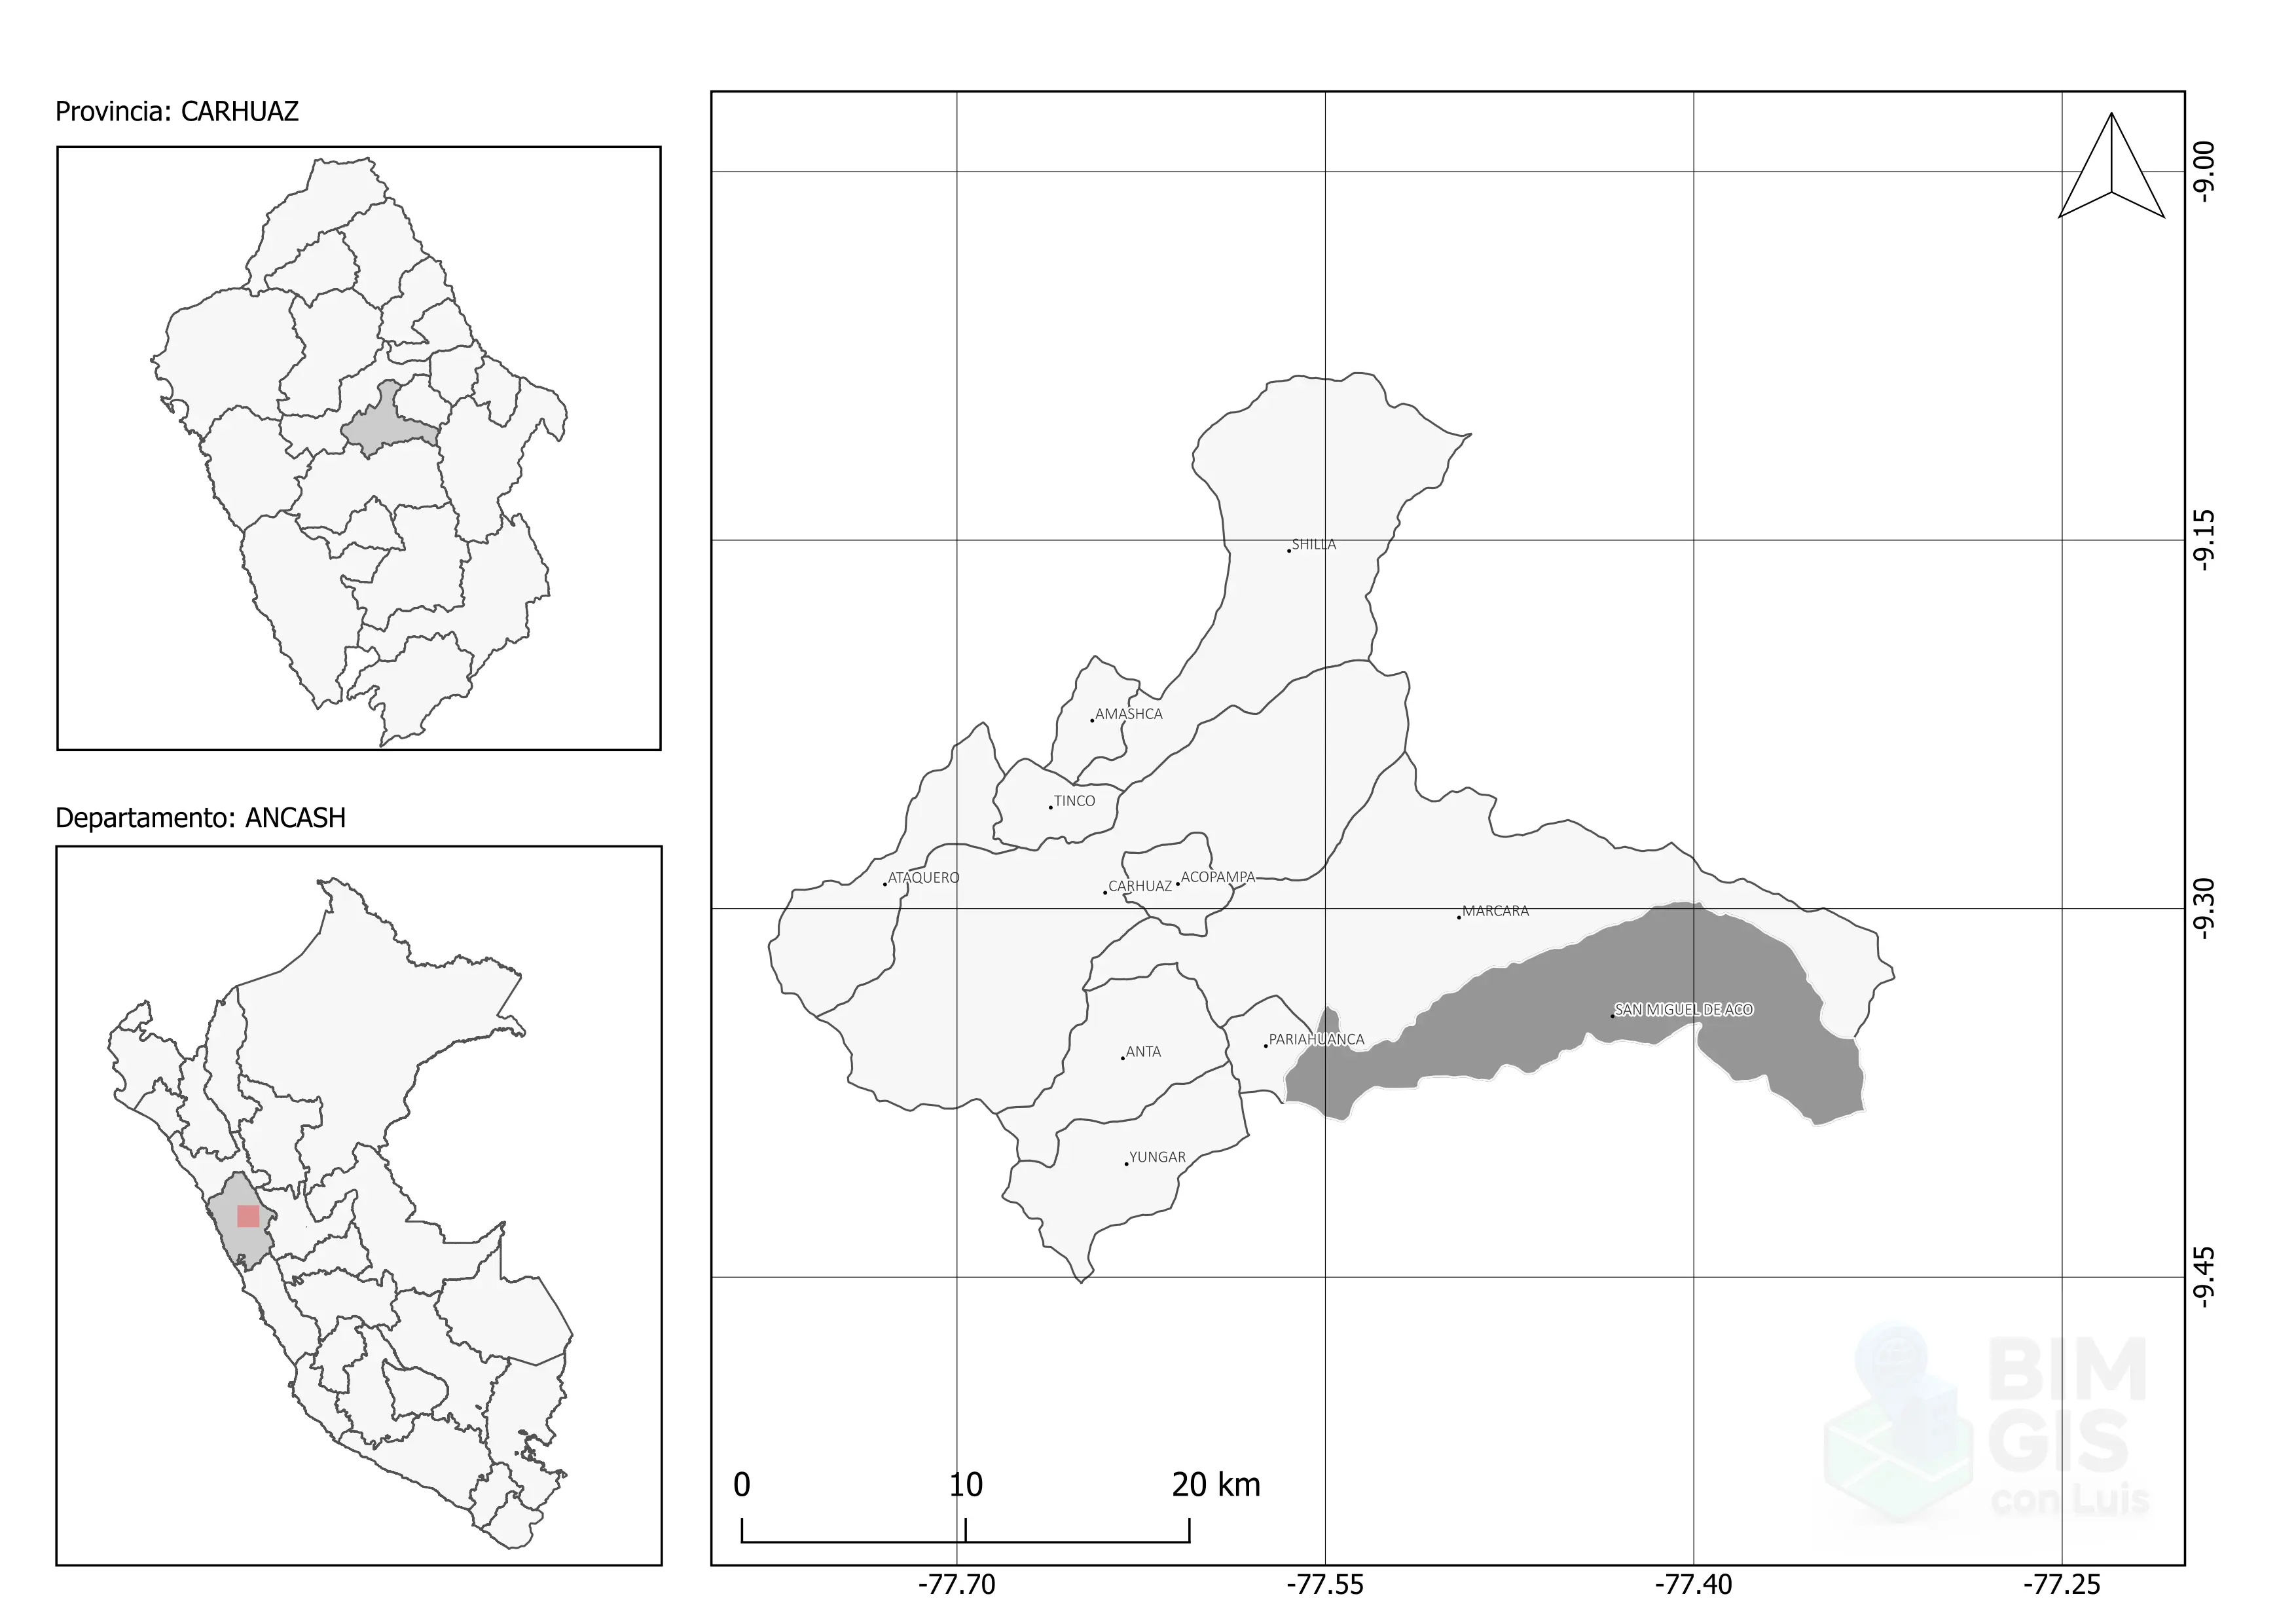 Provincia: CARHUAZ
Departamento: ANCASH
SHILLA
AMASHCA
TINCO
ATAQUERO
CARHUAZ
ACOPAMPA
MARCARA
SAN MIGUEL DE ACO
PARIAHUANCA
ANTA
YUNGAR
-9.00
-9.15
-9.30
-9.45
0 10 20 km
-77.70 -77.55 -77.40 -77.25
BIM
GIS
con Luis